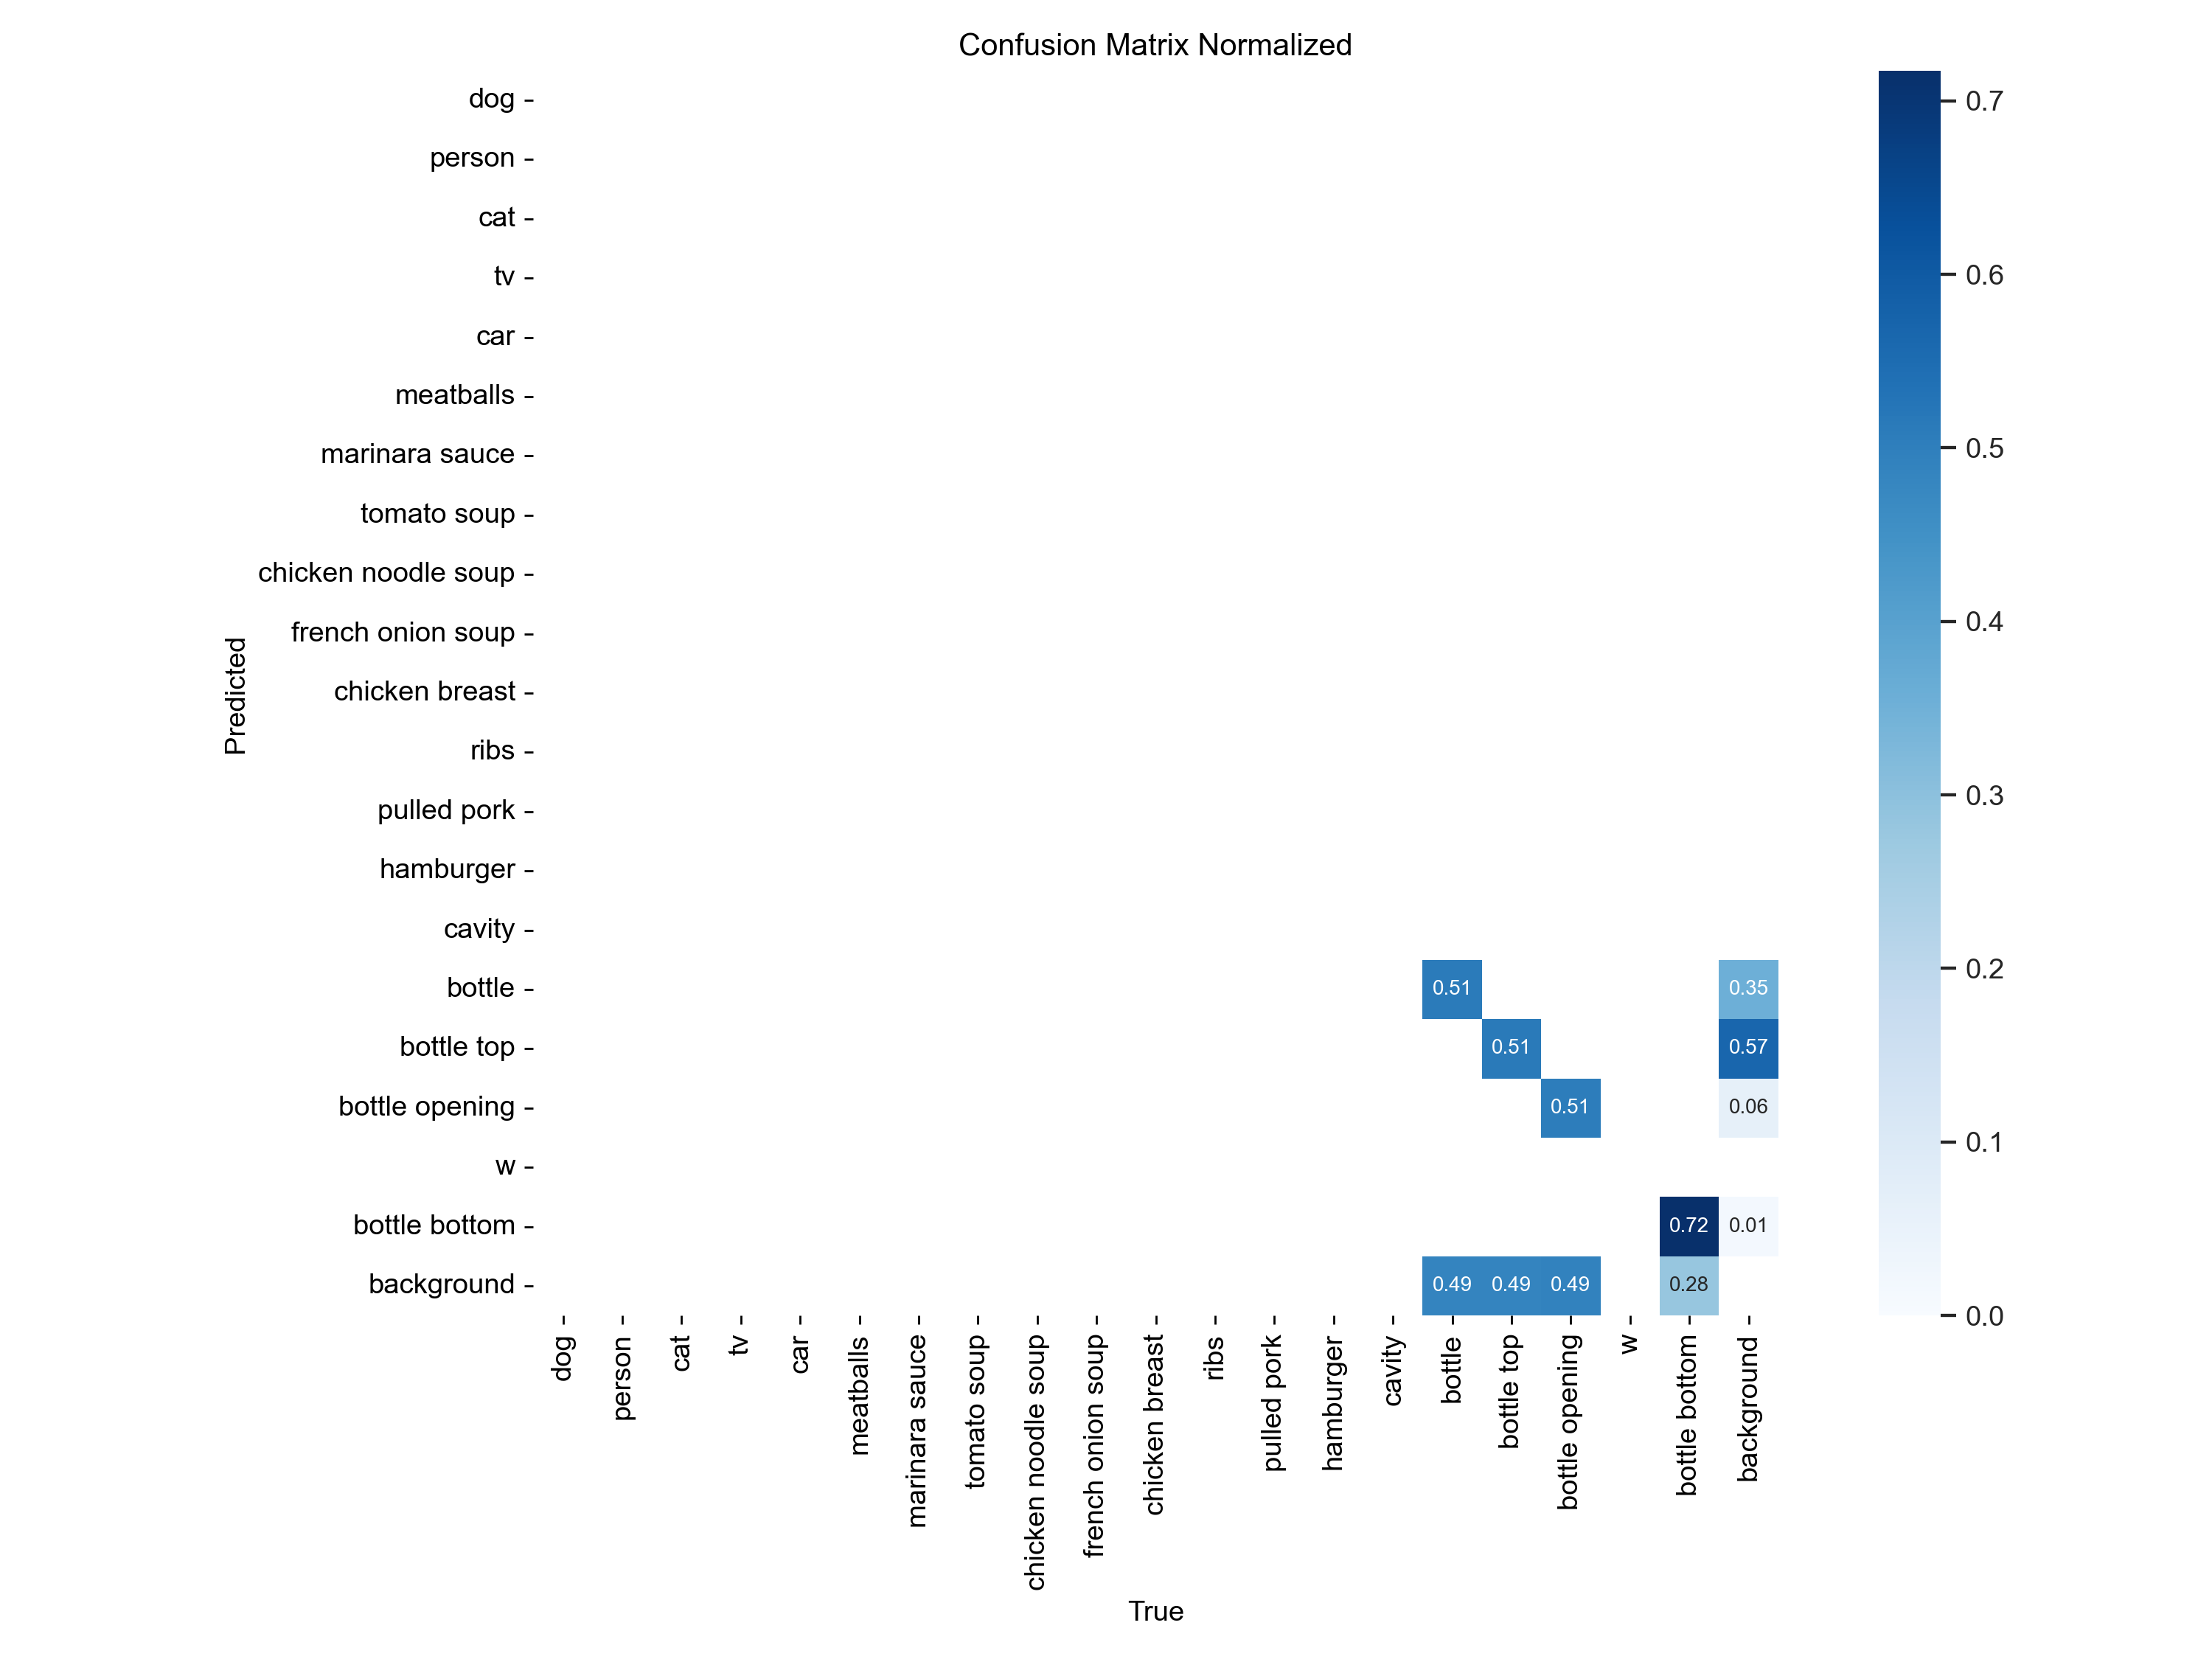 Confusion Matrix Normalized
dog
person
cat
tv
car
meatballs
marinara sauce
tomato soup
chicken noodle soup
french onion soup
chicken breast
ribs
pulled pork
hamburger
cavity
bottle
bottle top
bottle opening
w
bottle bottom
background
Predicted
0.51 0.35
0.51 0.57
0.51 0.06
0.72 0.01
0.49 0.49 0.49 0.28
dog
person
cat
tv
car
meatballs
marinara sauce
tomato soup
chicken noodle soup
french onion soup
chicken breast
ribs
pulled pork
hamburger
cavity
bottle
bottle top
bottle opening
w
bottle bottom
background
True
0.7
0.6
0.5
0.4
0.3
0.2
0.1
0.0